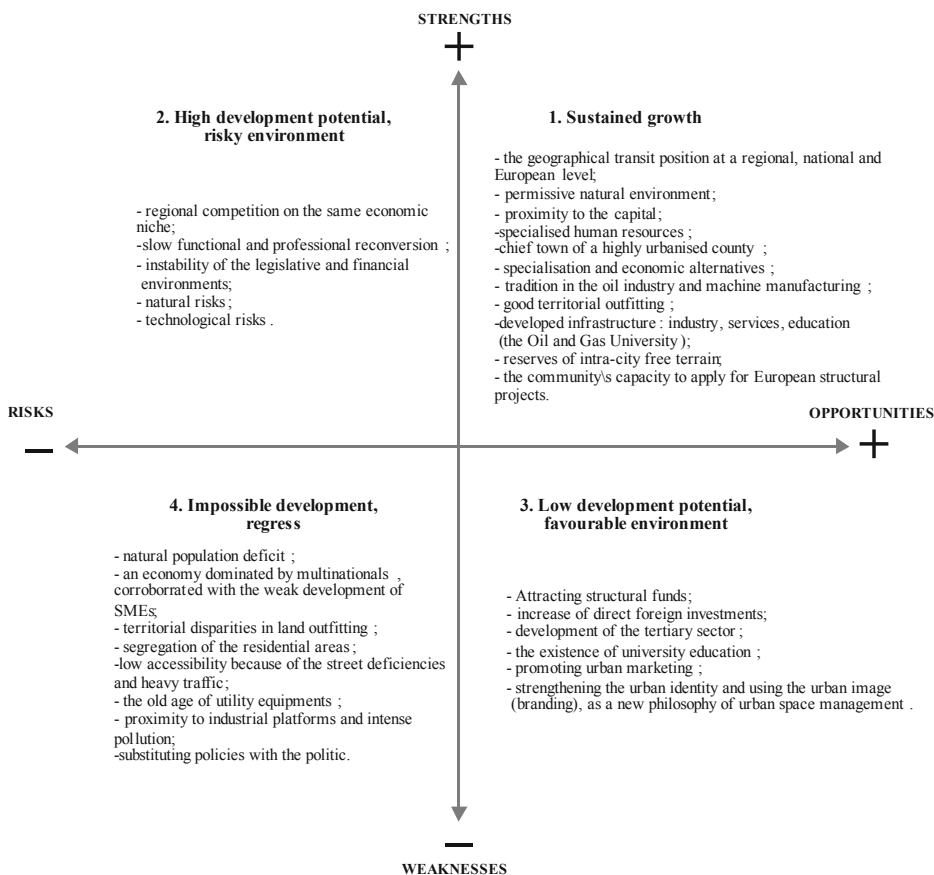 STRENGTHS
+
2. High development potential,
risky environment
- regional competition on the same economic
niche;
-slow functional and professional reconversion ;
- instability of the legislative and financial
environments;
- natural risks;
- technological risks .
1. Sustained growth
- the geographical transit position at a regional, national and
European level;
- permissive natural environment;
- proximity to the capital;
-specialised human resources ;
-chief town of a highly urbanised county ;
- specialisation and economic alternatives ;
- tradition in the oil industry and machine manufacturing ;
- good territorial outfitting ;
-developed infrastructure : industry, services, education
(the Oil and Gas University);
- reserves of intra-city free terrain;
- the community\s capacity to apply for European structural
projects.
RISKS
–
OPPORTUNITIES
+
4. Impossible development,
regress
- natural population deficit ;
- an economy dominated by multinationals ,
corroborrated with the weak development of
SMEs;
- territorial disparities in land outfitting ;
- segregation of the residential areas;
-low accessibility because of the street deficiencies
and heavy traffic;
- the old age of utility equipments ;
- proximity to industrial platforms and intense
pollution;
-substituting policies with the politic.
3. Low development potential,
favourable environment
- Attracting structural funds;
- increase of direct foreign investments;
- development of the tertiary sector ;
- the existence of university education ;
- promoting urban marketing ;
- strengthening the urban identity and using the urban image
(branding), as a new philosophy of urban space management .
–
WEAKNESSES